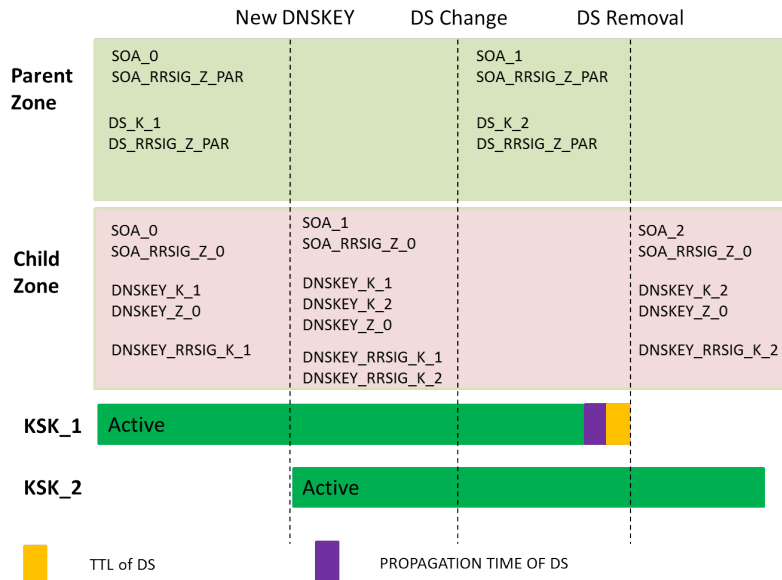 New DNSKEY DS Change DS Removal
Parent
Zone
SOA_0
SOA_RRSIG_Z_PAR
DS_K_1
DS_RRSIG_Z_PAR
SOA_1
SOA_RRSIG_Z_PAR
DS_K_2
DS_RRSIG_Z_PAR
Child
Zone
SOA_0
SOA_RRSIG_Z_0
DNSKEY_K_1
DNSKEY_Z_0
DNSKEY_RRSIG_K_1
SOA_1
SOA_RRSIG_Z_0
DNSKEY_K_1
DNSKEY_K_2
DNSKEY_Z_0
DNSKEY_RRSIG_K_1
DNSKEY_RRSIG_K_2
SOA_2
SOA_RRSIG_Z_0
DNSKEY_K_2
DNSKEY_Z_0
DNSKEY_RRSIG_K_2
KSK_1 Active
KSK_2 Active
TTL of DS PROPAGATION TIME OF DS